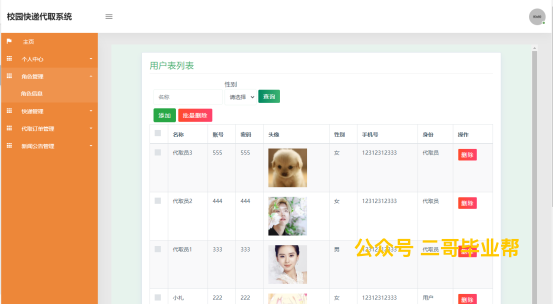 校园快递代取系统
主页
个人中心
角色管理
角色信息
快递管理
代取订单管理
新闻公告管理
用户表列表
性别
名称 请选择 查询
添加 批量删除
名称 账号 密码 头像 性别 手机号 身份 操作
代取员3 555 555 女 12312312333 代取员 删除
代取员2 444 444 女 12312312333 代取员 删除
代取员1 333 333 男 12312312333 代取员 删除
公众号 二哥毕业帮
小礼 222 222 女 12312312333 用户 删除